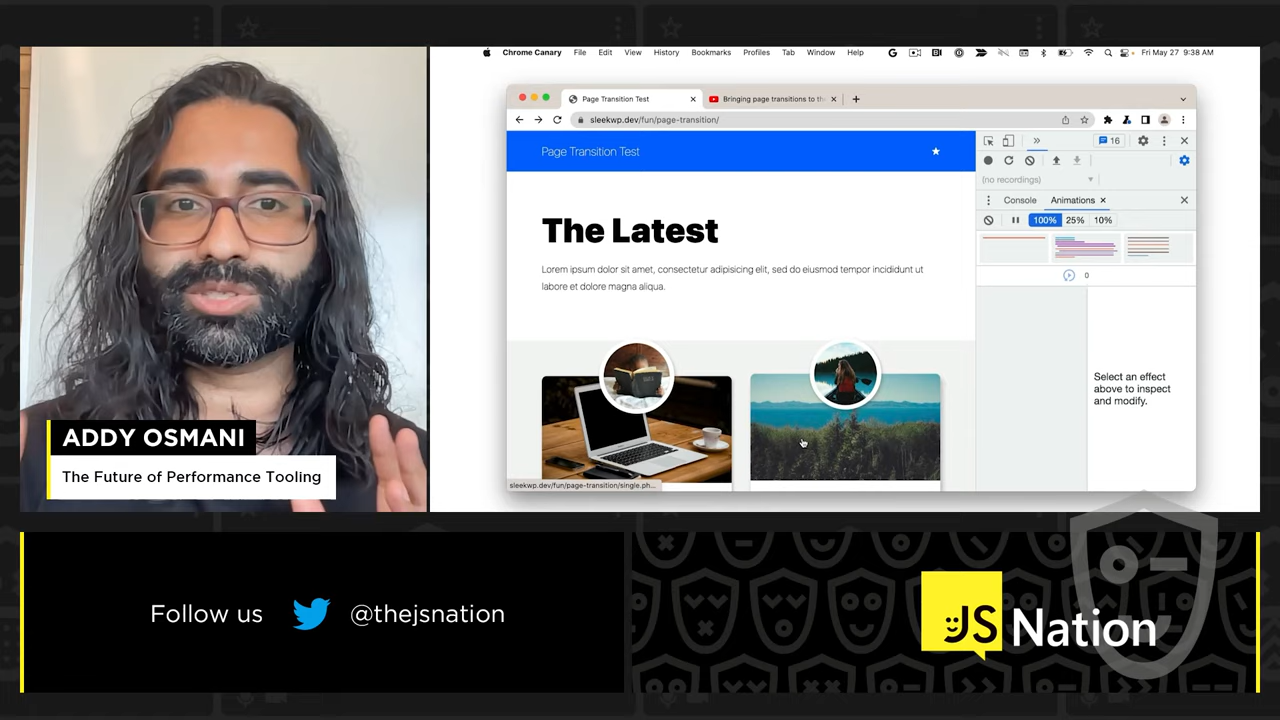 Chrome Canary File Edit View History Bookmarks Profiles Tab Window Help
Fri May 27 9:38 AM
Page Transition Test
Bringing page transitions to th
sleekwp.dev/fun/page-transition/
Page Transition Test
16
(no recordings)
The Latest
Console
Animations
100% 25% 10%
Lorem ipsum dolor sit amet, consectetur adipisicing elit, sed do eiusmod tempor incididunt ut
labore et dolore magna aliqua.
0
Select an effect
above to inspect
and modify.
sleekwp.dev/fun/page-transition/single.ph...
ADDY OSMANI
The Future of Performance Tooling
Follow us @thejsnation
JS Nation